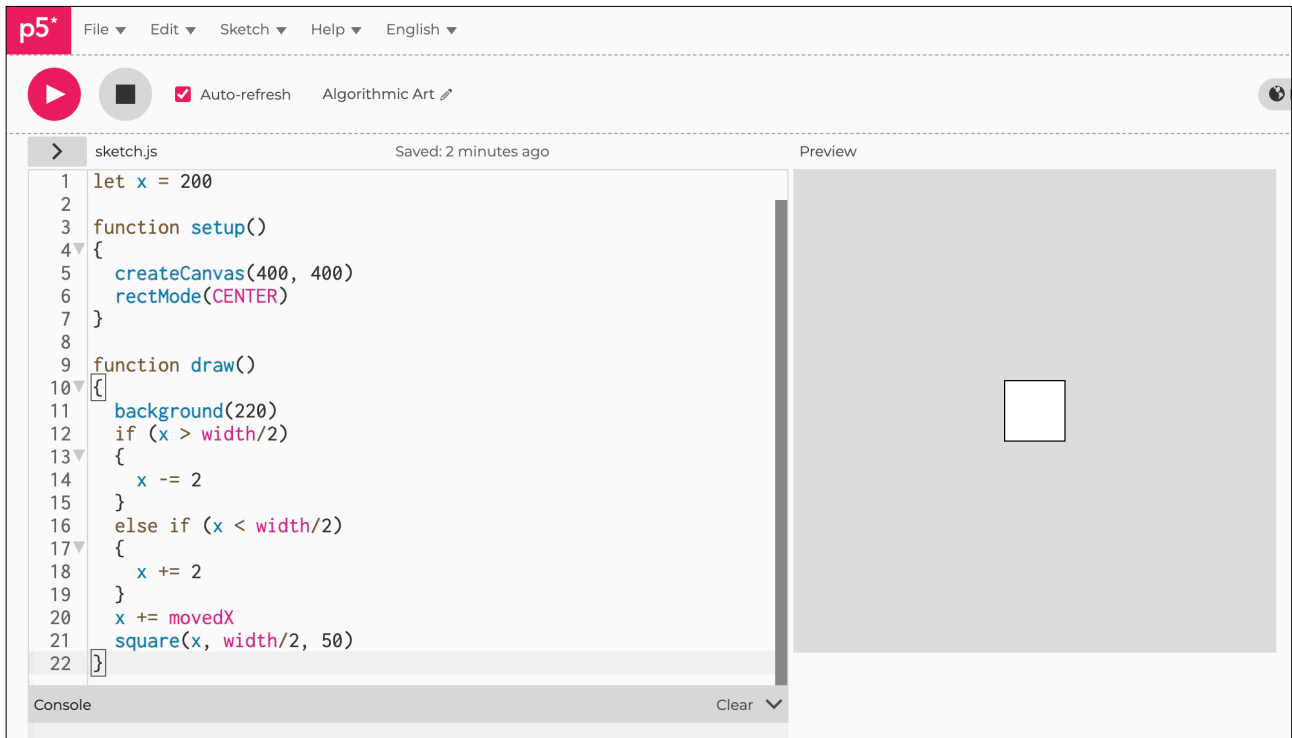 p5* File Edit Sketch Help English
Auto-refresh Algorithmic Art
sketch.js Saved: 2 minutes ago Preview
1 let x = 200
2
3 function setup()
4 {
5 createCanvas(400, 400)
6 rectMode(CENTER)
7 }
8
9 function draw()
10 {
11 background(220)
12 if (x > width/2)
13 {
14 x -= 2
15 }
16 else if (x < width/2)
17 {
18 x += 2
19 }
20 x += movedX
21 square(x, width/2, 50)
22 }
Console Clear